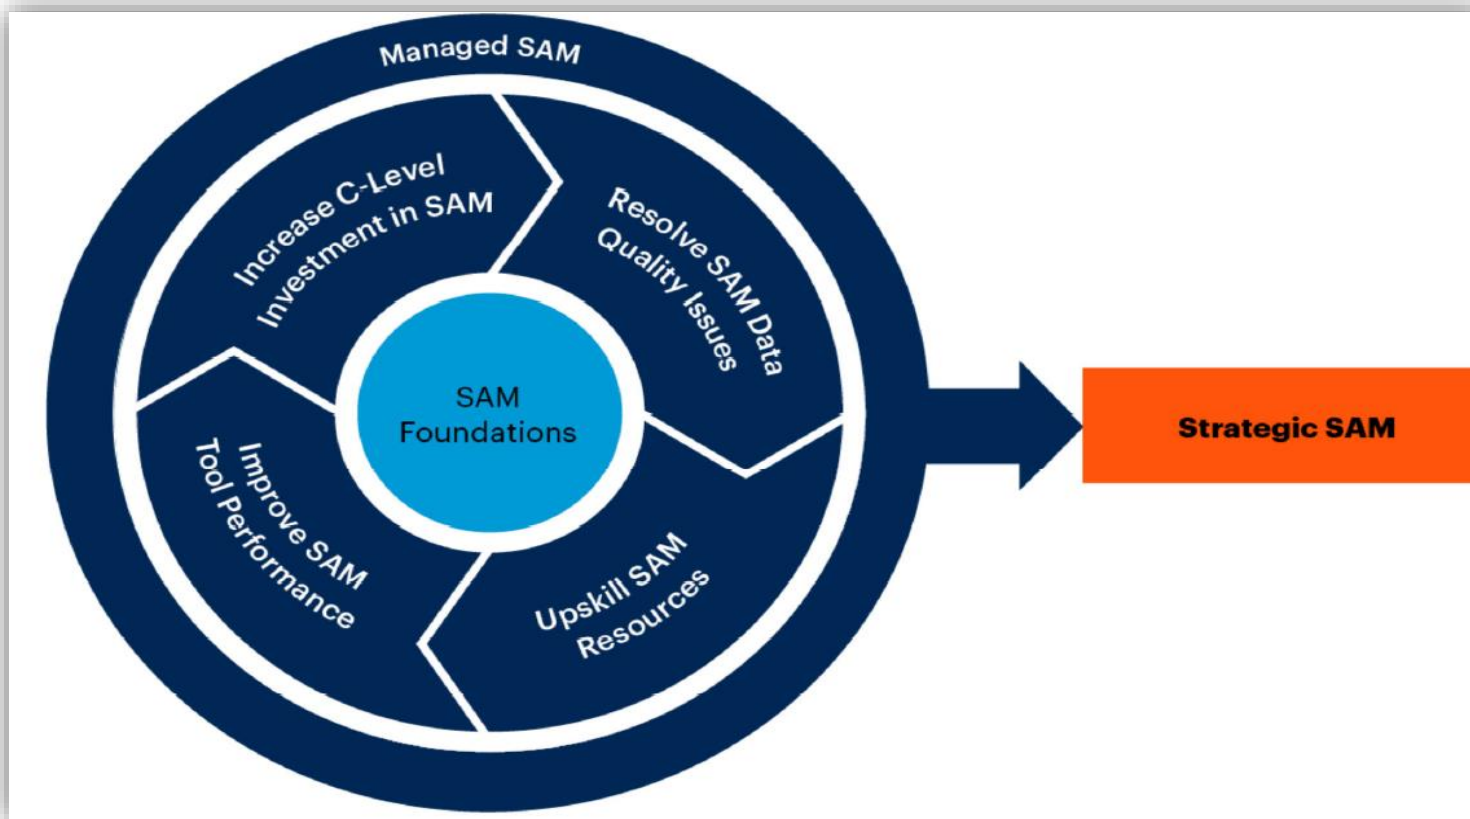 Managed SAM
Increase C-Level
Investment in SAM
Resolve SAM Data
Quality Issues
SAM
Foundations
Strategic SAM
Improve SAM
Tool Performance
Upskill SAM
Resources